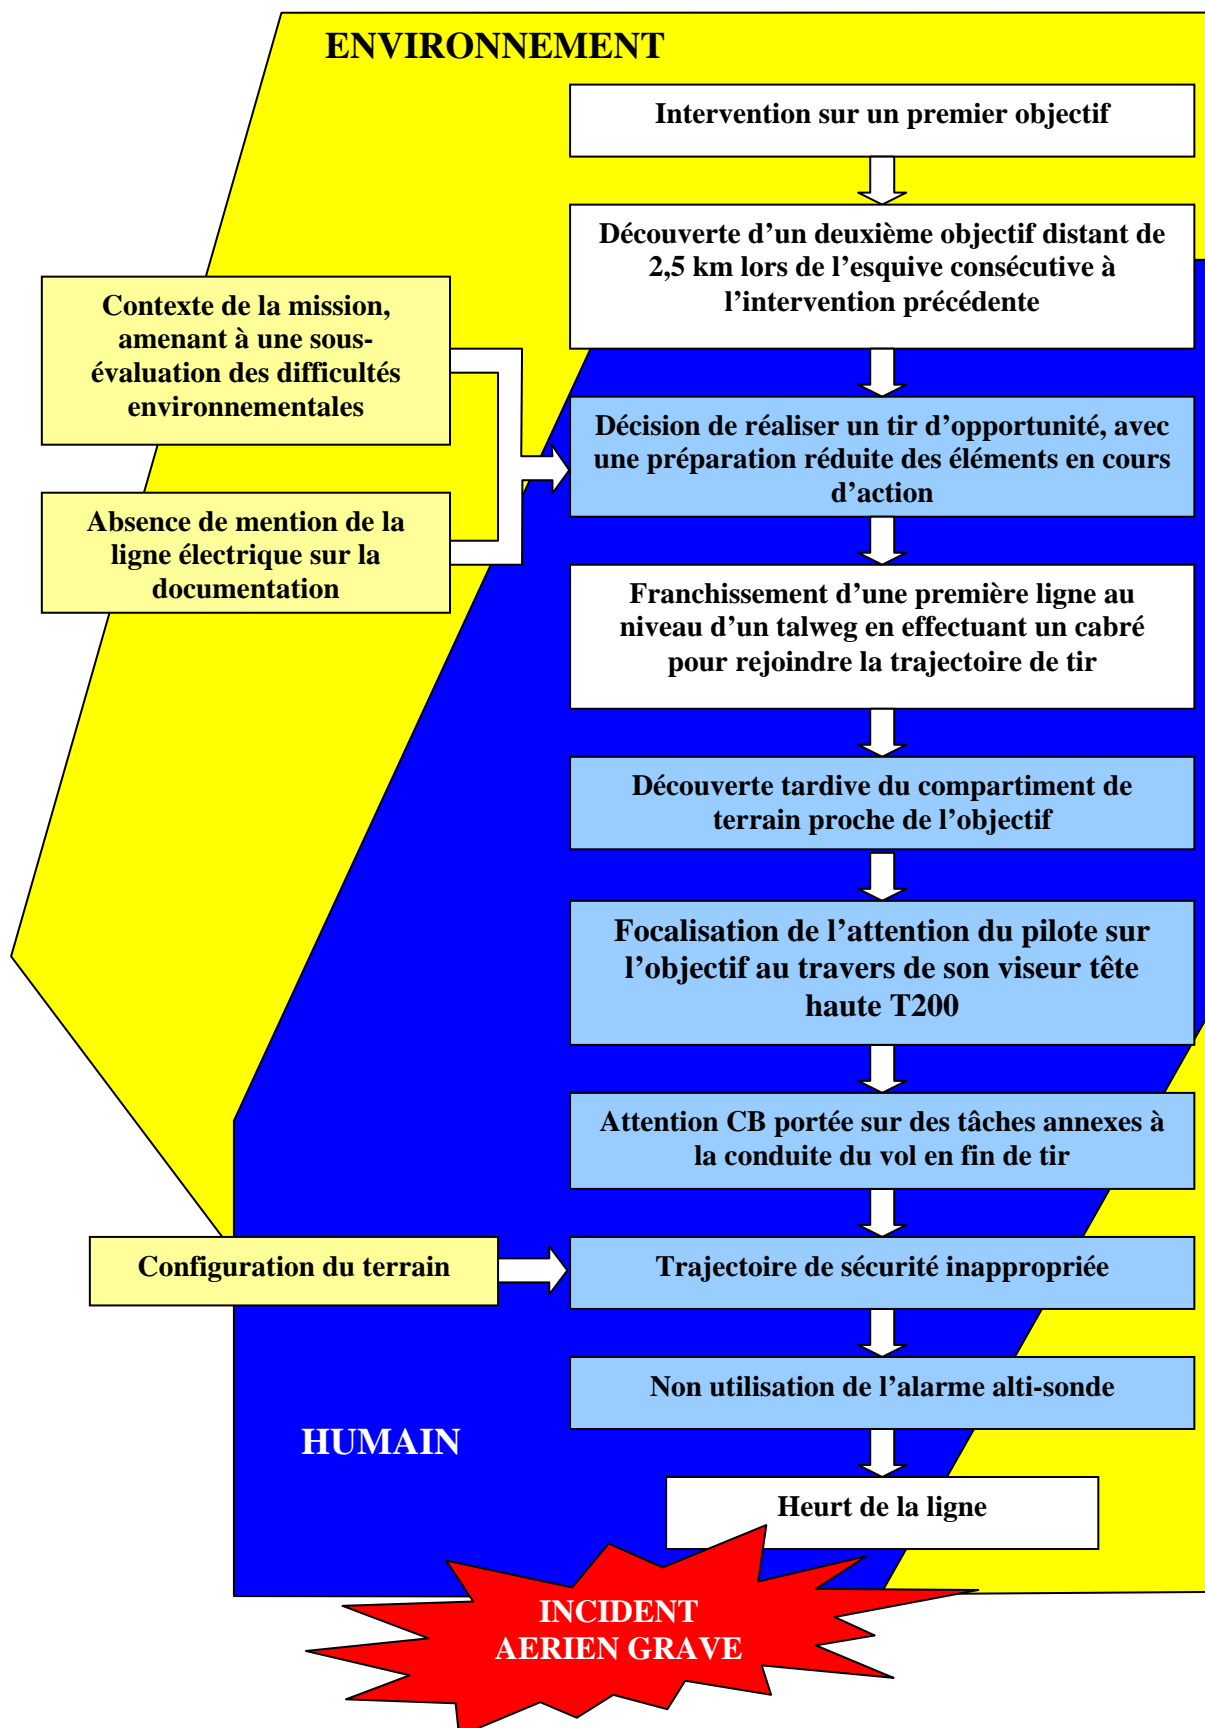 ENVIRONNEMENT
Intervention sur un premier objectif
Découverte d’un deuxième objectif distant de
2,5 km lors de l’esquive consécutive à
l’intervention précédente
Contexte de la mission,
amenant à une sous-
évaluation des difficultés
environnementales
Décision de réaliser un tir d’opportunité, avec
une préparation réduite des éléments en cours
d’action
Absence de mention de la
ligne électrique sur la
documentation
Franchissement d’une première ligne au
niveau d’un talweg en effectuant un cabré
pour rejoindre la trajectoire de tir
Découverte tardive du compartiment de
terrain proche de l’objectif
Focalisation de l’attention du pilote sur
l’objectif au travers de son viseur tête
haute T200
Attention CB portée sur des tâches annexes à
la conduite du vol en fin de tir
Configuration du terrain
Trajectoire de sécurité inappropriée
Non utilisation de l’alarme alti-sonde
HUMAIN
Heurt de la ligne
INCIDENT
AERIEN GRAVE